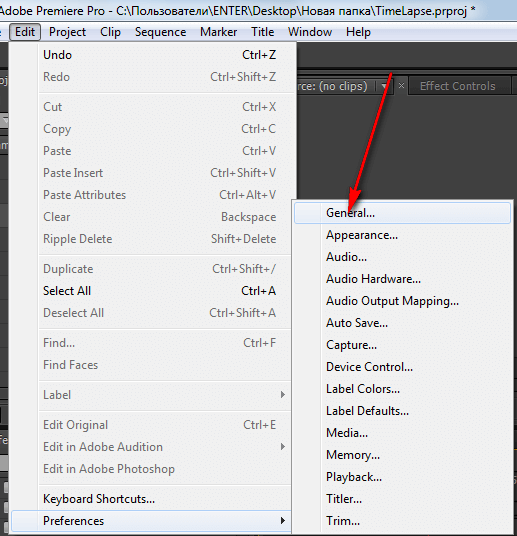 Adobe Premiere Pro - C:\Пользователи\ENTER\Desktop\Новая папка\TimeLapse.prproj *
Edit Project Clip Sequence Marker Title Window Help
Undo Ctrl+Z
Redo Ctrl+Shift+Z
Cut Ctrl+X
Copy Ctrl+C
Paste Ctrl+V
Paste Insert Ctrl+Shift+V
Paste Attributes Ctrl+Alt+V
Clear Backspace
Ripple Delete Shift+Delete
Duplicate Ctrl+Shift+/
Select All Ctrl+A
Deselect All Ctrl+Shift+A
Find... Ctrl+F
Find Faces
Label
Edit Original Ctrl+E
Edit in Adobe Audition
Edit in Adobe Photoshop
Keyboard Shortcuts...
Preferences
rce: (no clips) Effect Controls
General...
Appearance...
Audio...
Audio Hardware...
Audio Output Mapping...
Auto Save...
Capture...
Device Control...
Label Colors...
Label Defaults...
Media...
Memory...
Playback...
Titler...
Trim...